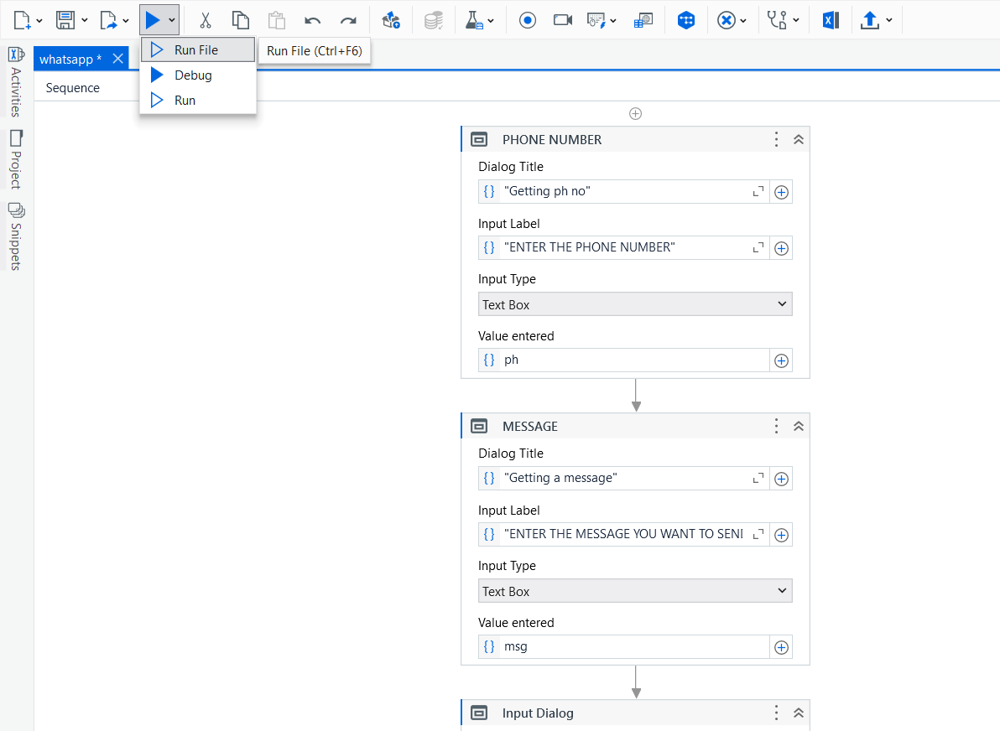 Run File
Run File (Ctrl+F6)
Debug
Run
whatsapp *
Sequence
Activities
Project
Snippets
PHONE NUMBER
Dialog Title
{} "Getting ph no"
Input Label
{} "ENTER THE PHONE NUMBER"
Input Type
Text Box
Value entered
{} ph
MESSAGE
Dialog Title
{} "Getting a message"
Input Label
{} "ENTER THE MESSAGE YOU WANT TO SEN
Input Type
Text Box
Value entered
{} msg
Input Dialog